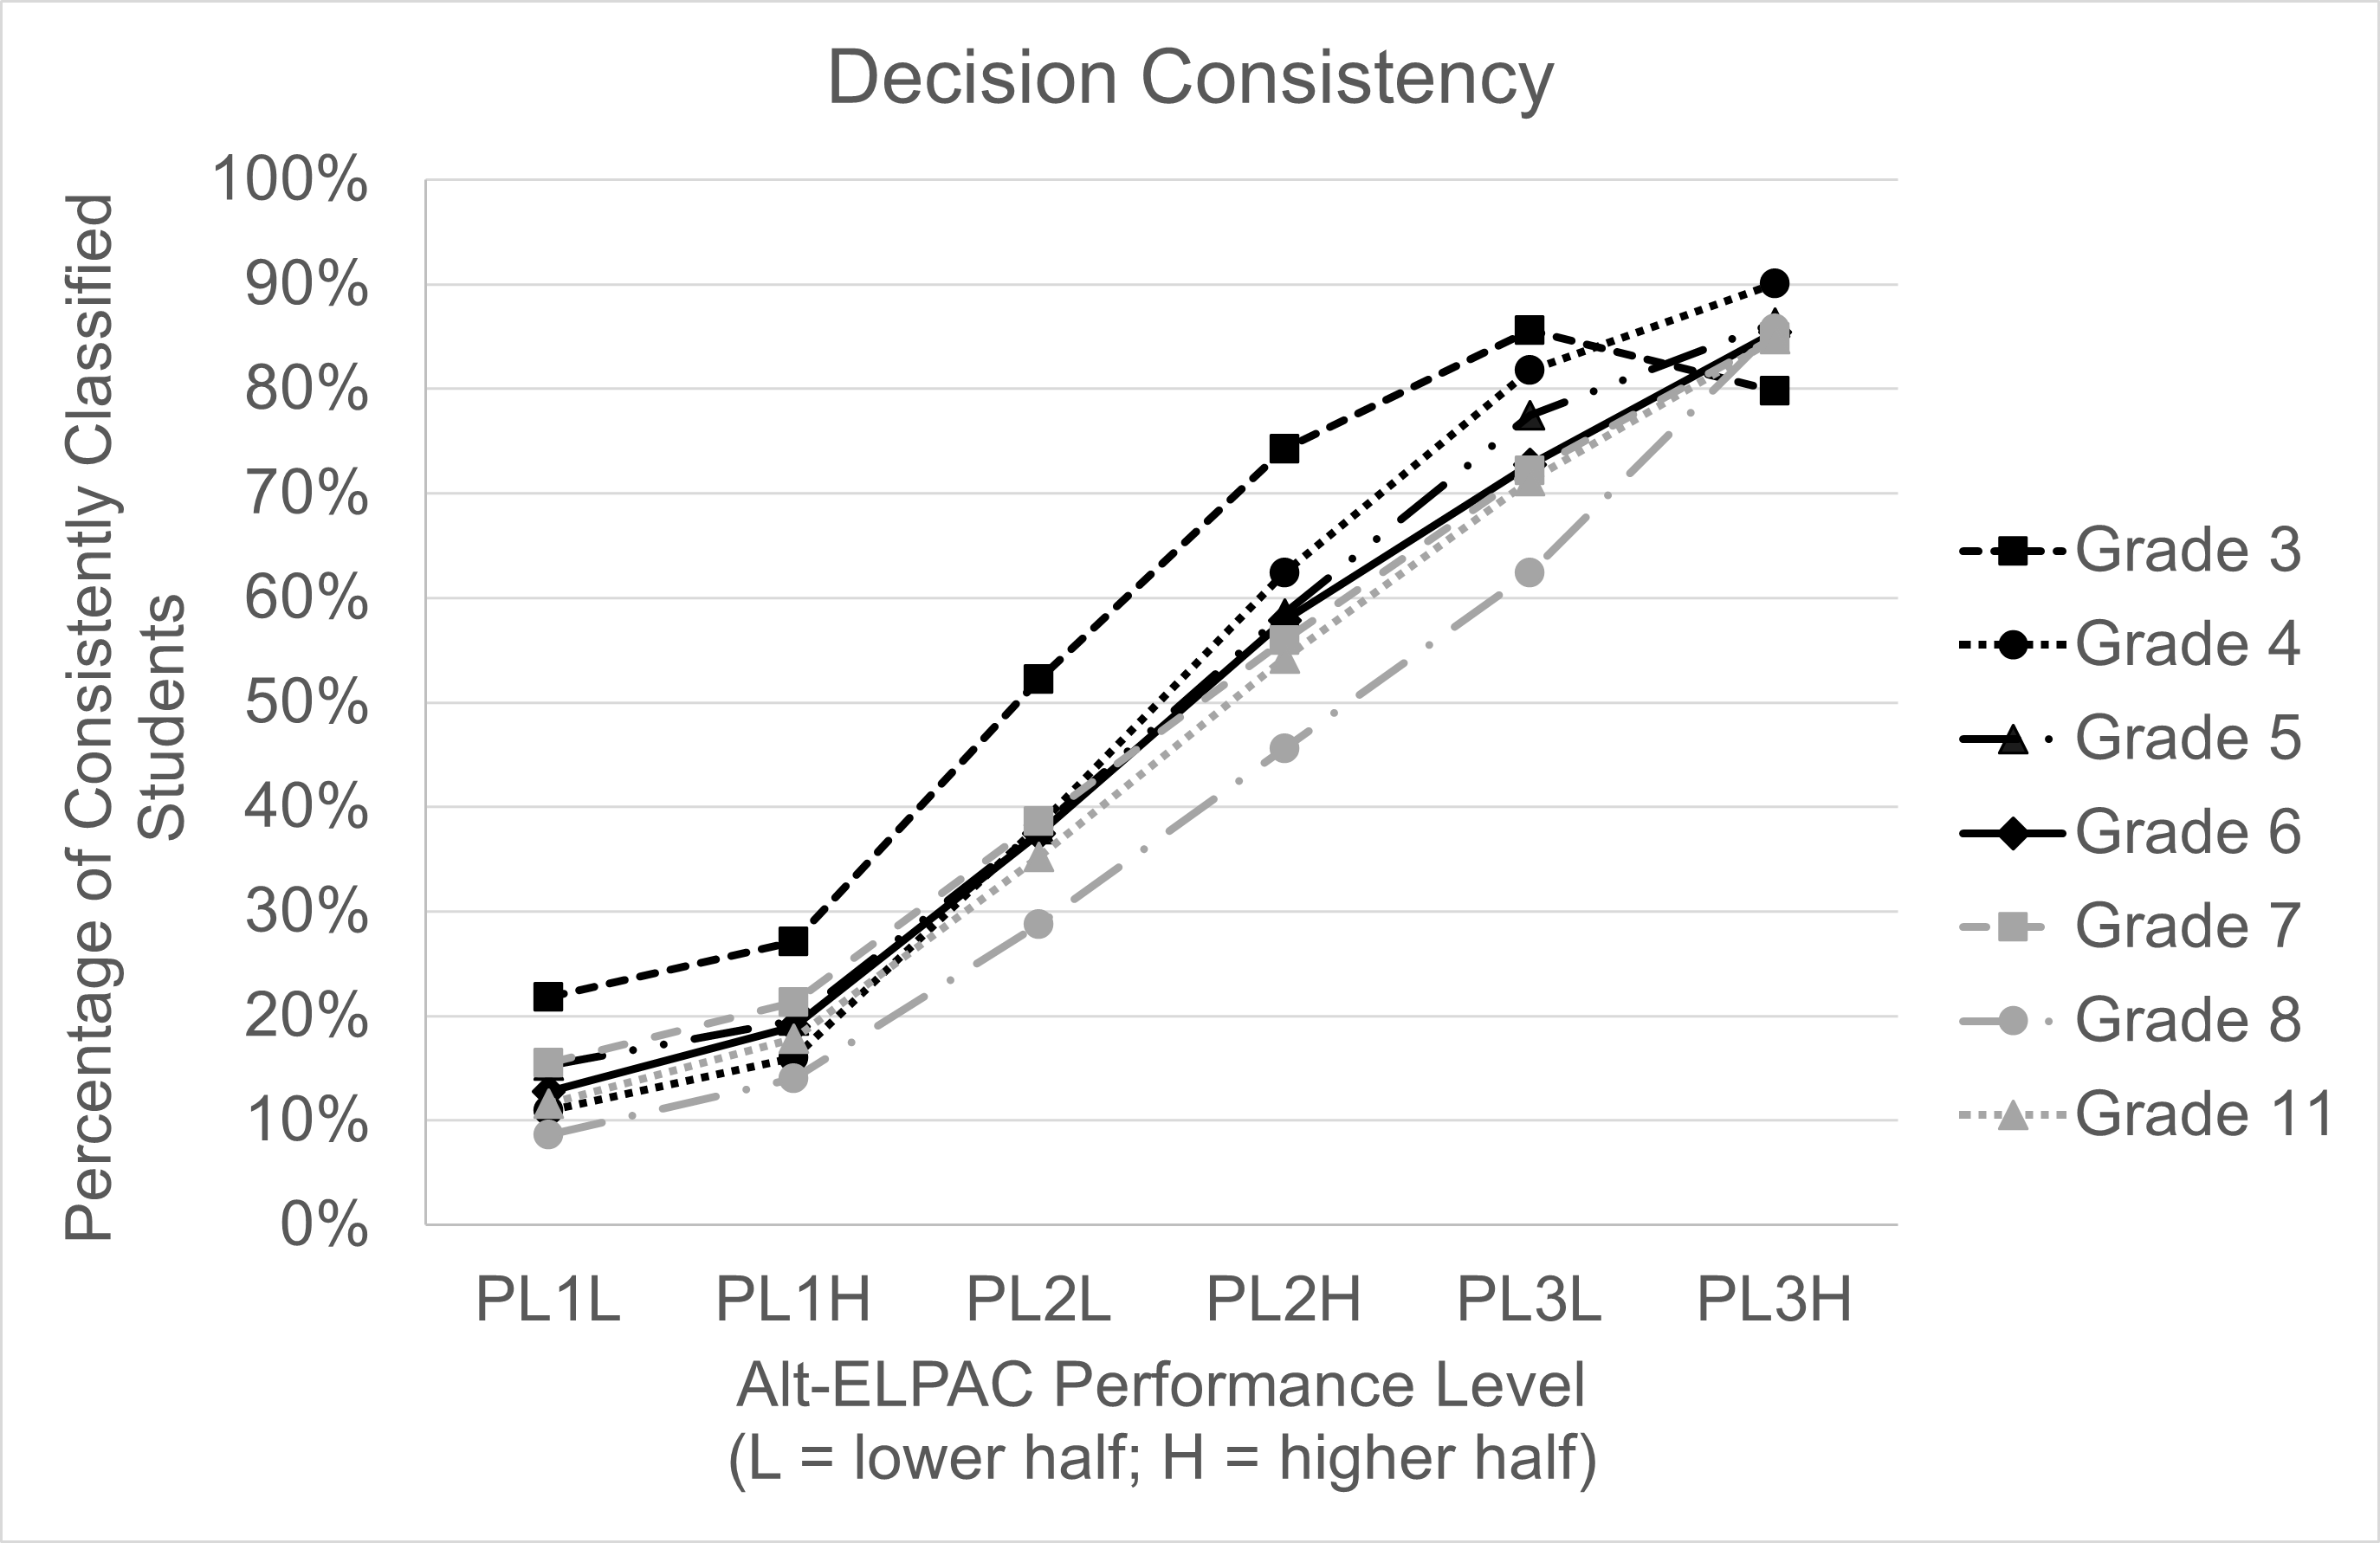 Decision Consistency
Percentage of Consistently Classified
Students
100%
90%
80%
70%
60%
50%
40%
30%
20%
10%
0%
PL1L
PL1H
PL2L
PL2H
PL3L
PL3H
Alt-ELPAC Performance Level
(L = lower half; H = higher half)
Grade 3
Grade 4
Grade 5
Grade 6
Grade 7
Grade 8
Grade 11